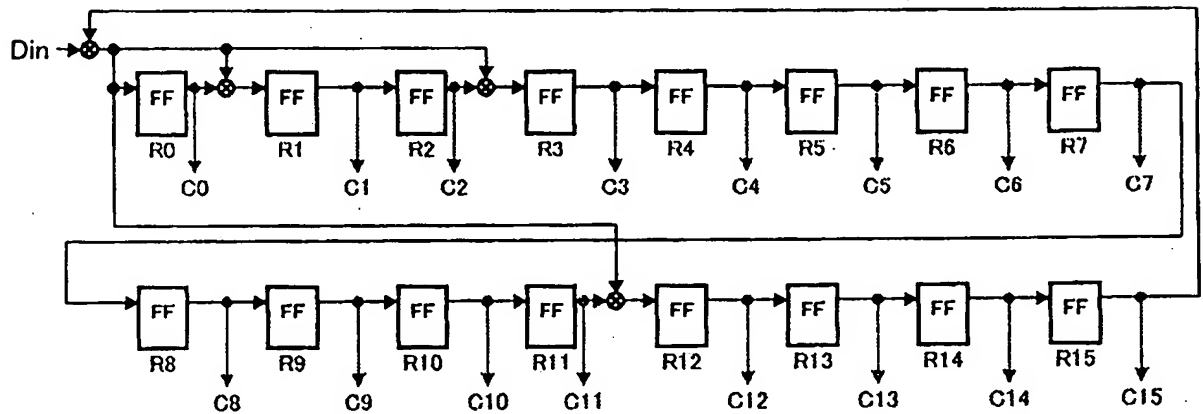 Din
FF FF FF FF FF FF FF FF
R0 R1 R2 R3 R4 R5 R6 R7
C0 C1 C2 C3 C4 C5 C6 C7
FF FF FF FF FF FF FF FF
R8 R9 R10 R11 R12 R13 R14 R15
C8 C9 C10 C11 C12 C13 C14 C15